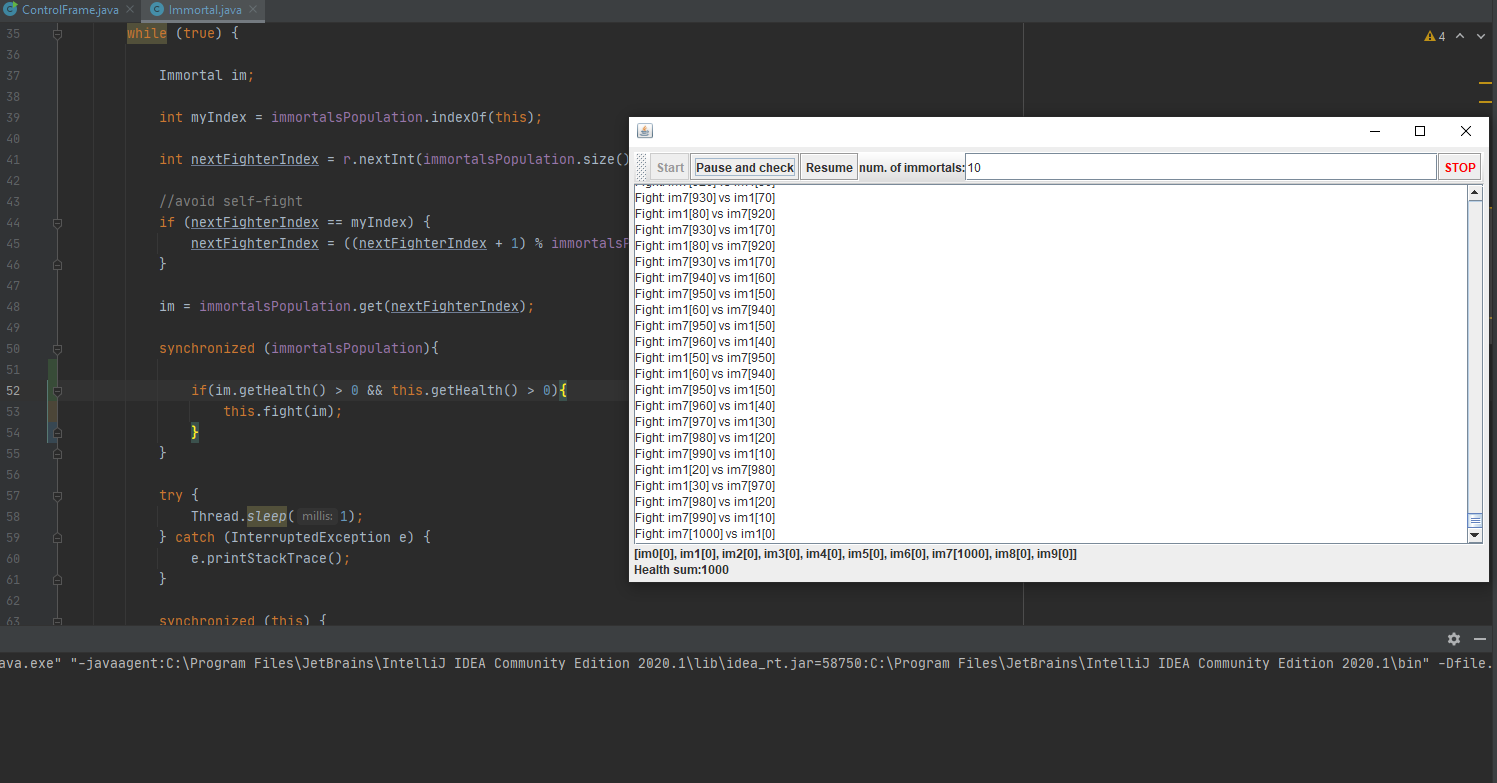 ControlFrame.java Immortal.java
35 while (true) {
36
37 Immortal im;
38
39 int myIndex = immortalsPopulation.indexOf(this);
40
41 int nextFighterIndex = r.nextInt(immortalsPopulation.size()
42
43 //avoid self-fight
44 if (nextFighterIndex == myIndex) {
45 nextFighterIndex = ((nextFighterIndex + 1) % immortalsP
46 }
47
48 im = immortalsPopulation.get(nextFighterIndex);
49
50 synchronized (immortalsPopulation){
51
52 if(im.getHealth() > 0 && this.getHealth() > 0){
53 this.fight(im);
54 }
55 }
56
57 try {
58 Thread.sleep( millis: 1);
59 } catch (InterruptedException e) {
60 e.printStackTrace();
61 }
62
63 synchronized (this) {
4
Start Pause and check Resume num. of immortals: 10 STOP
Fight: im7[930] vs im1[70]
Fight: im1[80] vs im7[920]
Fight: im7[930] vs im1[70]
Fight: im1[80] vs im7[920]
Fight: im7[930] vs im1[70]
Fight: im7[940] vs im1[60]
Fight: im7[950] vs im1[50]
Fight: im1[60] vs im7[940]
Fight: im7[950] vs im1[50]
Fight: im7[960] vs im1[40]
Fight: im1[50] vs im7[950]
Fight: im1[60] vs im7[940]
Fight: im7[950] vs im1[50]
Fight: im7[960] vs im1[40]
Fight: im7[970] vs im1[30]
Fight: im7[980] vs im1[20]
Fight: im7[990] vs im1[10]
Fight: im1[20] vs im7[980]
Fight: im1[30] vs im7[970]
Fight: im7[980] vs im1[20]
Fight: im7[990] vs im1[10]
Fight: im7[1000] vs im1[0]
[im0[0], im1[0], im2[0], im3[0], im4[0], im5[0], im6[0], im7[1000], im8[0], im9[0]]
Health sum:1000
ava.exe" "-javaagent:C:\Program Files\JetBrains\IntelliJ IDEA Community Edition 2020.1\lib\idea_rt.jar=58750:C:\Program Files\JetBrains\IntelliJ IDEA Community Edition 2020.1\bin" -Dfile.